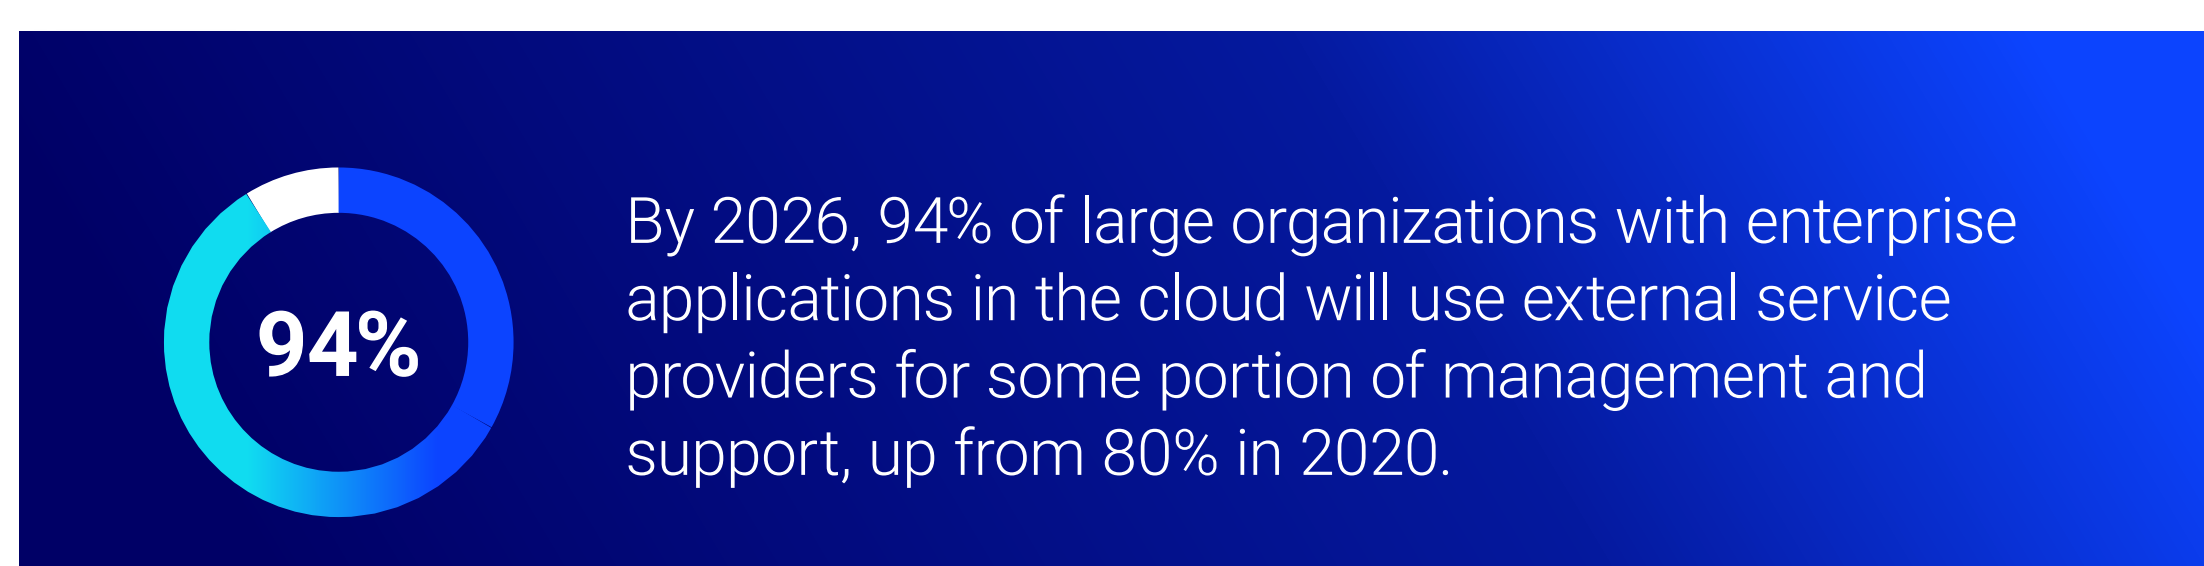 94%
By 2026, 94% of large organizations with enterprise
applications in the cloud will use external service
providers for some portion of management and
support, up from 80% in 2020.